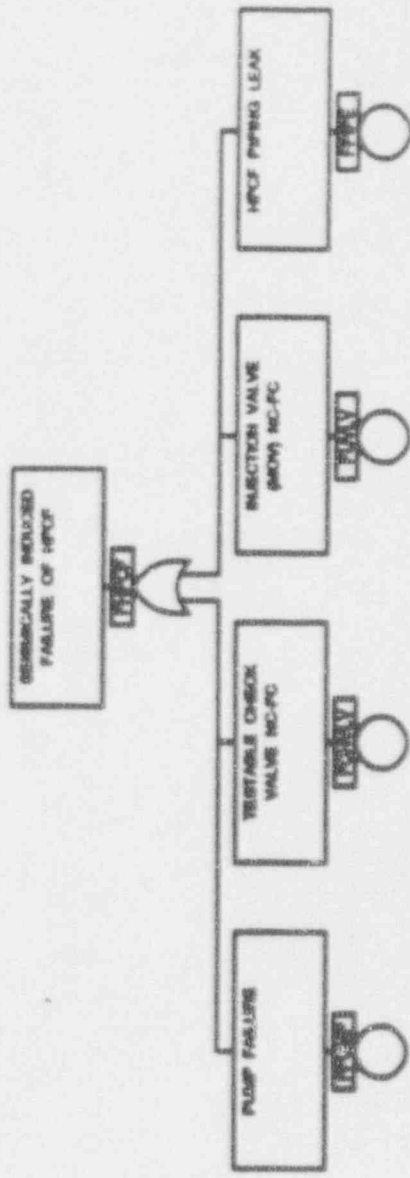 SEISMICALLY INDUCED
FAILURE OF HPCF
PUMP FAILURE
TESTABLE CHECK
VALVE NC-FC
INJECTION VALVE
(MOV) NC-FC
HPCF PIPING LEAK